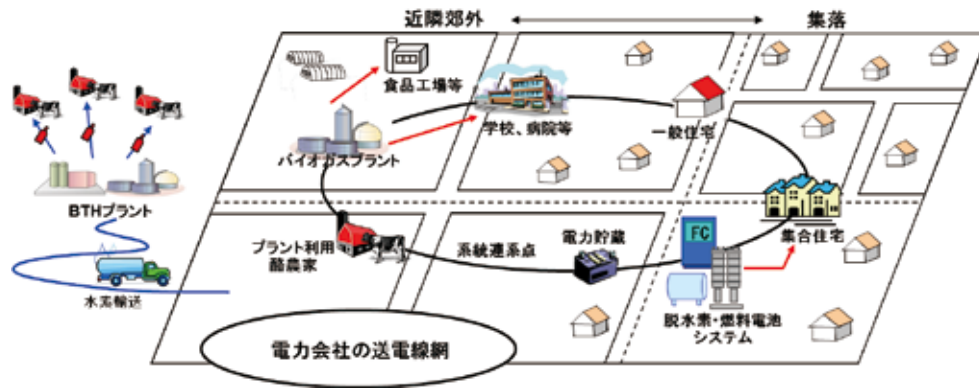 近隣郊外
集落
食品工場等
学校、病院等
一般住宅
バイオガスプラント
BTHプラント
プラント利用
酪農家
系統連系点
電力貯蔵
FC
集合住宅
水素輸送
脱水素・燃料電池
システム
電力会社の送電線網